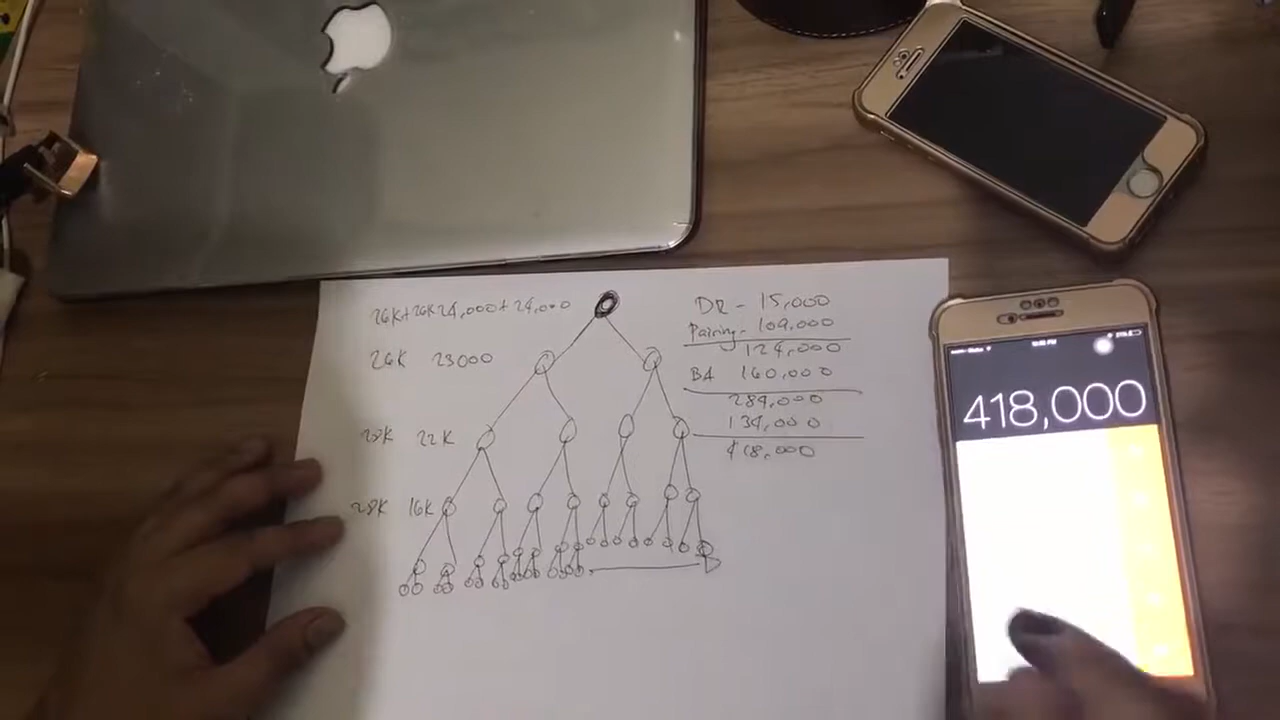 26K+26K 24,000+24,000
26K 23000
28K 22K
28K 16K
DR - 15,000
Pairing - 109,000
124,000
BA 160,000
284,000
134,000
418,000
418,000